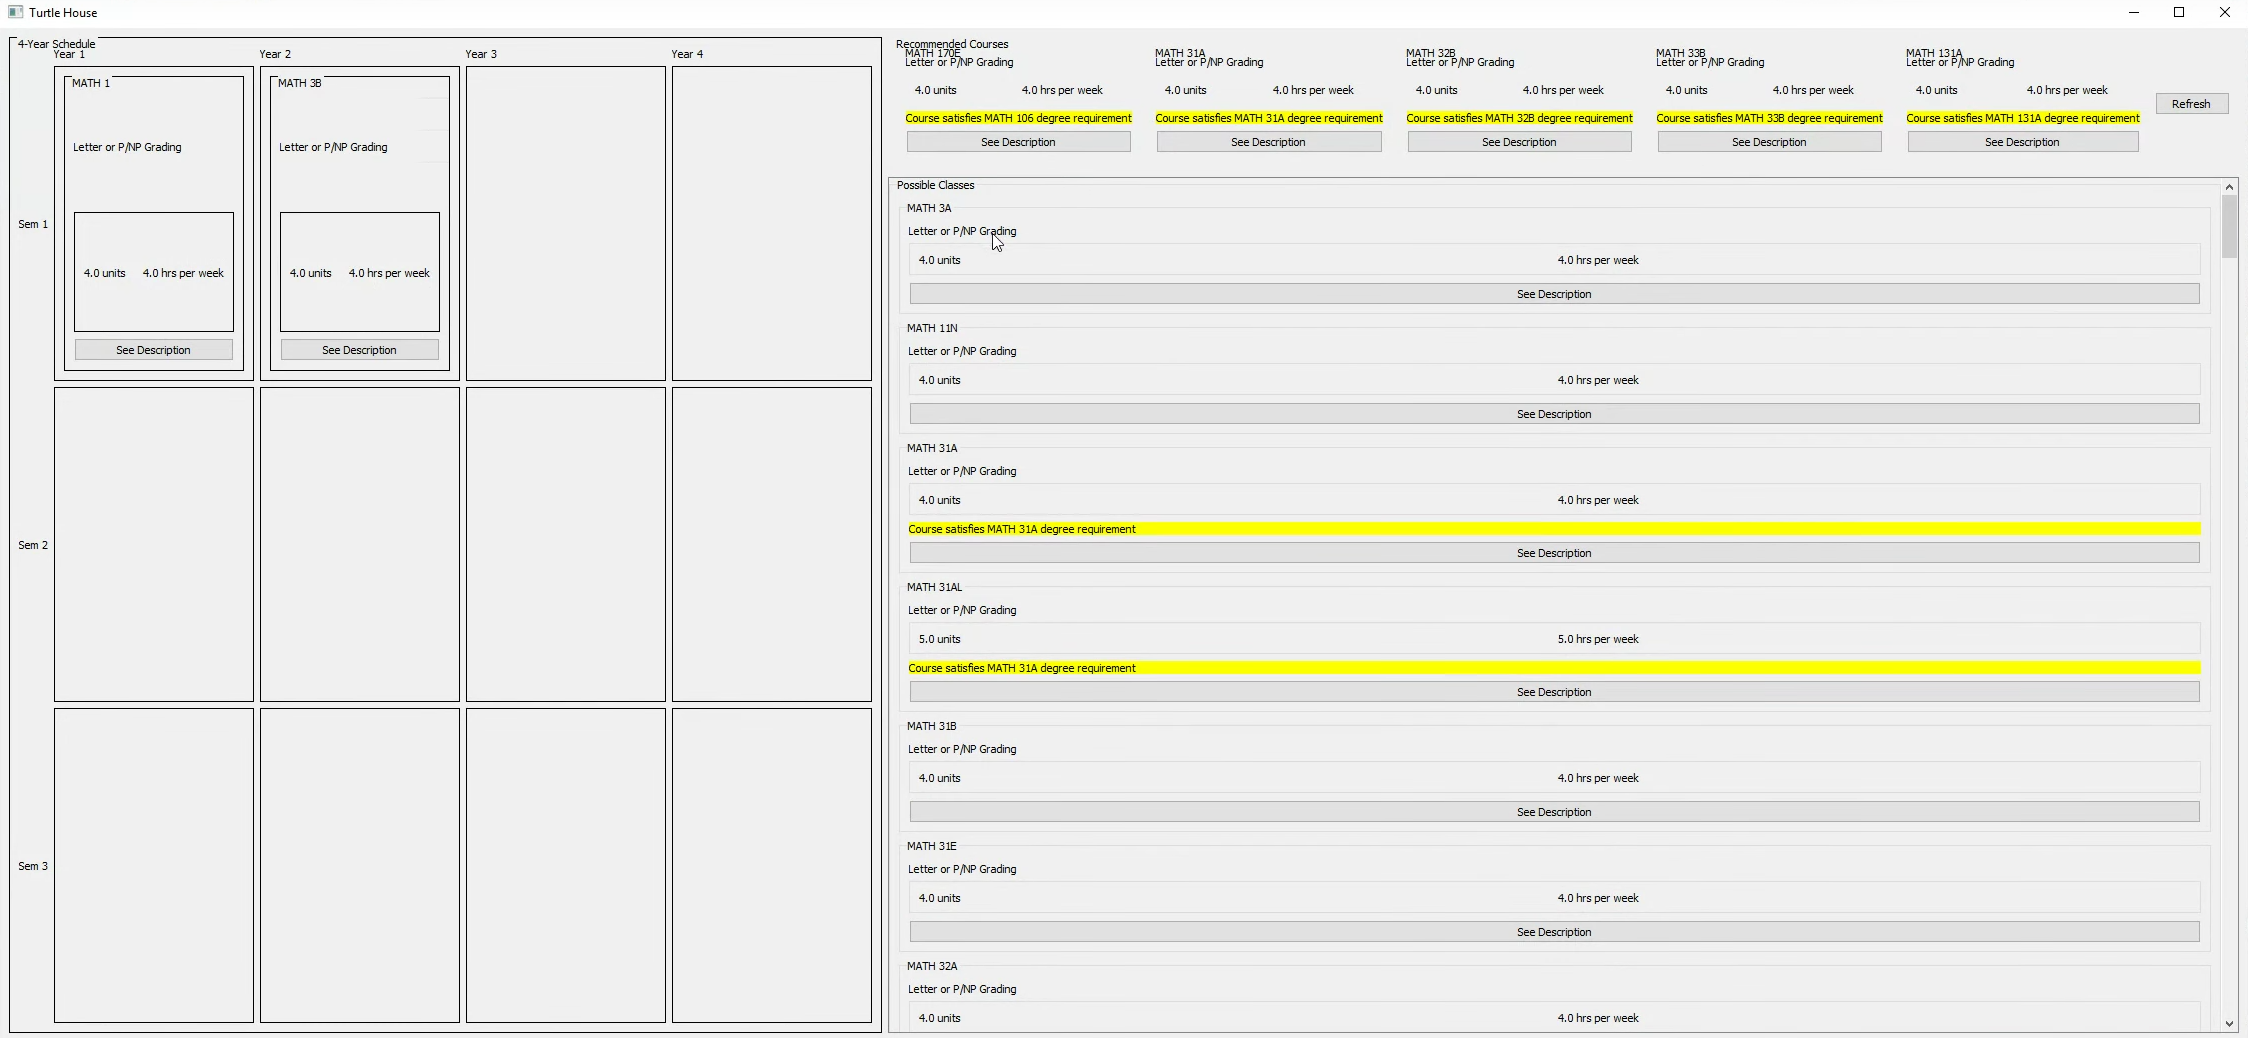 Turtle House
4-Year Schedule
Year 1
Year 2
Year 3
Year 4
Sem 1
MATH 1
Letter or P/NP Grading
4.0 units 4.0 hrs per week
See Description
MATH 3B
Letter or P/NP Grading
4.0 units 4.0 hrs per week
See Description
Sem 2
Sem 3
Recommended Courses
MATH 170E
Letter or P/NP Grading
4.0 units 4.0 hrs per week
Course satisfies MATH 106 degree requirement
See Description
MATH 31A
Letter or P/NP Grading
4.0 units 4.0 hrs per week
Course satisfies MATH 31A degree requirement
See Description
MATH 32B
Letter or P/NP Grading
4.0 units 4.0 hrs per week
Course satisfies MATH 32B degree requirement
See Description
MATH 33B
Letter or P/NP Grading
4.0 units 4.0 hrs per week
Course satisfies MATH 33B degree requirement
See Description
MATH 131A
Letter or P/NP Grading
4.0 units 4.0 hrs per week
Course satisfies MATH 131A degree requirement
See Description
Refresh
Possible Classes
MATH 3A
Letter or P/NP Grading
4.0 units 4.0 hrs per week
See Description
MATH 11N
Letter or P/NP Grading
4.0 units 4.0 hrs per week
See Description
MATH 31A
Letter or P/NP Grading
4.0 units 4.0 hrs per week
Course satisfies MATH 31A degree requirement
See Description
MATH 31AL
Letter or P/NP Grading
5.0 units 5.0 hrs per week
Course satisfies MATH 31A degree requirement
See Description
MATH 31B
Letter or P/NP Grading
4.0 units 4.0 hrs per week
See Description
MATH 31E
Letter or P/NP Grading
4.0 units 4.0 hrs per week
See Description
MATH 32A
Letter or P/NP Grading
4.0 units 4.0 hrs per week